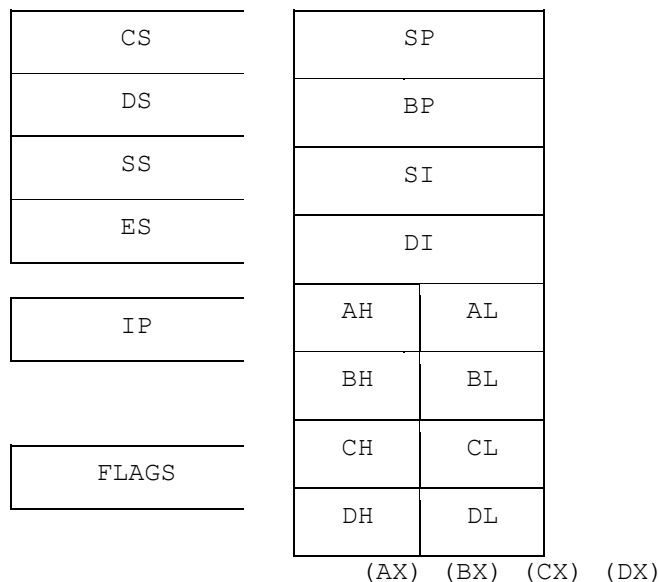 CS
DS
SS
ES
IP
FLAGS
SP
BP
SI
DI
AH AL
BH BL
CH CL
DH DL
(AX) (BX) (CX) (DX)